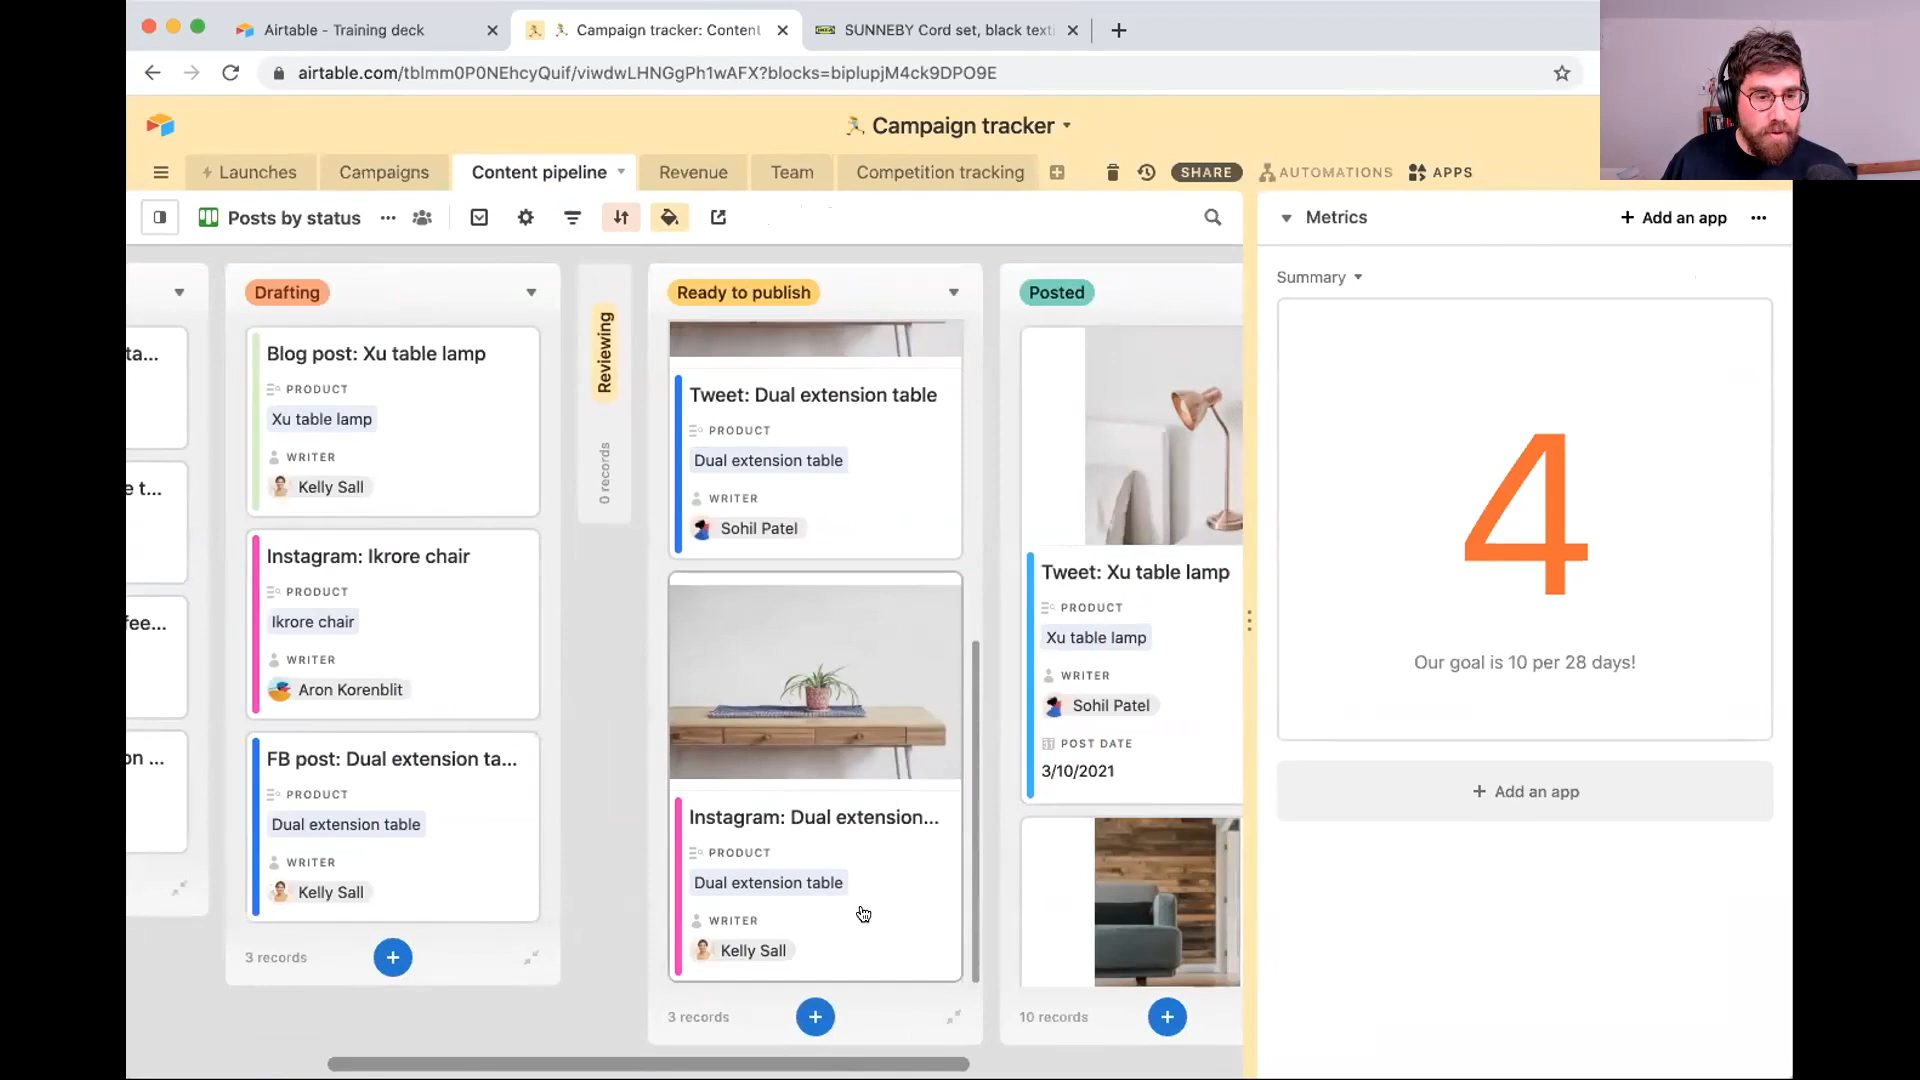 Airtable - Training deck
Campaign tracker: Content
SUNNEBY Cord set, black texti
airtable.com/tblmm0P0NEhcyQuif/viwdwLHNGgPh1wAFX?blocks=biplupjM4ck9DPO9E
Campaign tracker
Launches
Campaigns
Content pipeline
Revenue
Team
Competition tracking
SHARE
AUTOMATIONS
APPS
Posts by status
Metrics
+ Add an app
Summary
4
Our goal is 10 per 28 days!
+ Add an app
ta...
e t...
fee...
on ...
Drafting
Blog post: Xu table lamp
PRODUCT
Xu table lamp
WRITER
Kelly Sall
Instagram: Ikrore chair
PRODUCT
Ikrore chair
WRITER
Aron Korenblit
FB post: Dual extension ta...
PRODUCT
Dual extension table
WRITER
Kelly Sall
3 records
Reviewing
0 records
Ready to publish
Tweet: Dual extension table
PRODUCT
Dual extension table
WRITER
Sohil Patel
Instagram: Dual extension...
PRODUCT
Dual extension table
WRITER
Kelly Sall
3 records
Posted
Tweet: Xu table lamp
PRODUCT
Xu table lamp
WRITER
Sohil Patel
POST DATE
3/10/2021
10 records